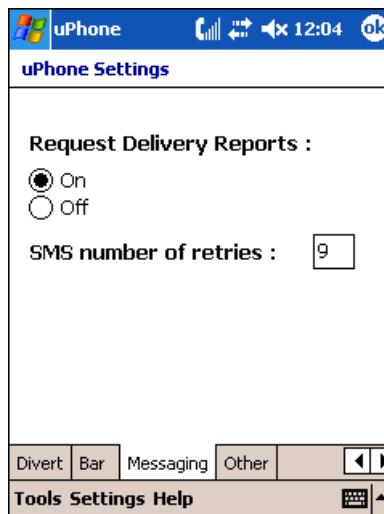 uPhone 12:04 ok
uPhone Settings
Request Delivery Reports :
On
Off
SMS number of retries : 9
Divert Bar Messaging Other
Tools Settings Help